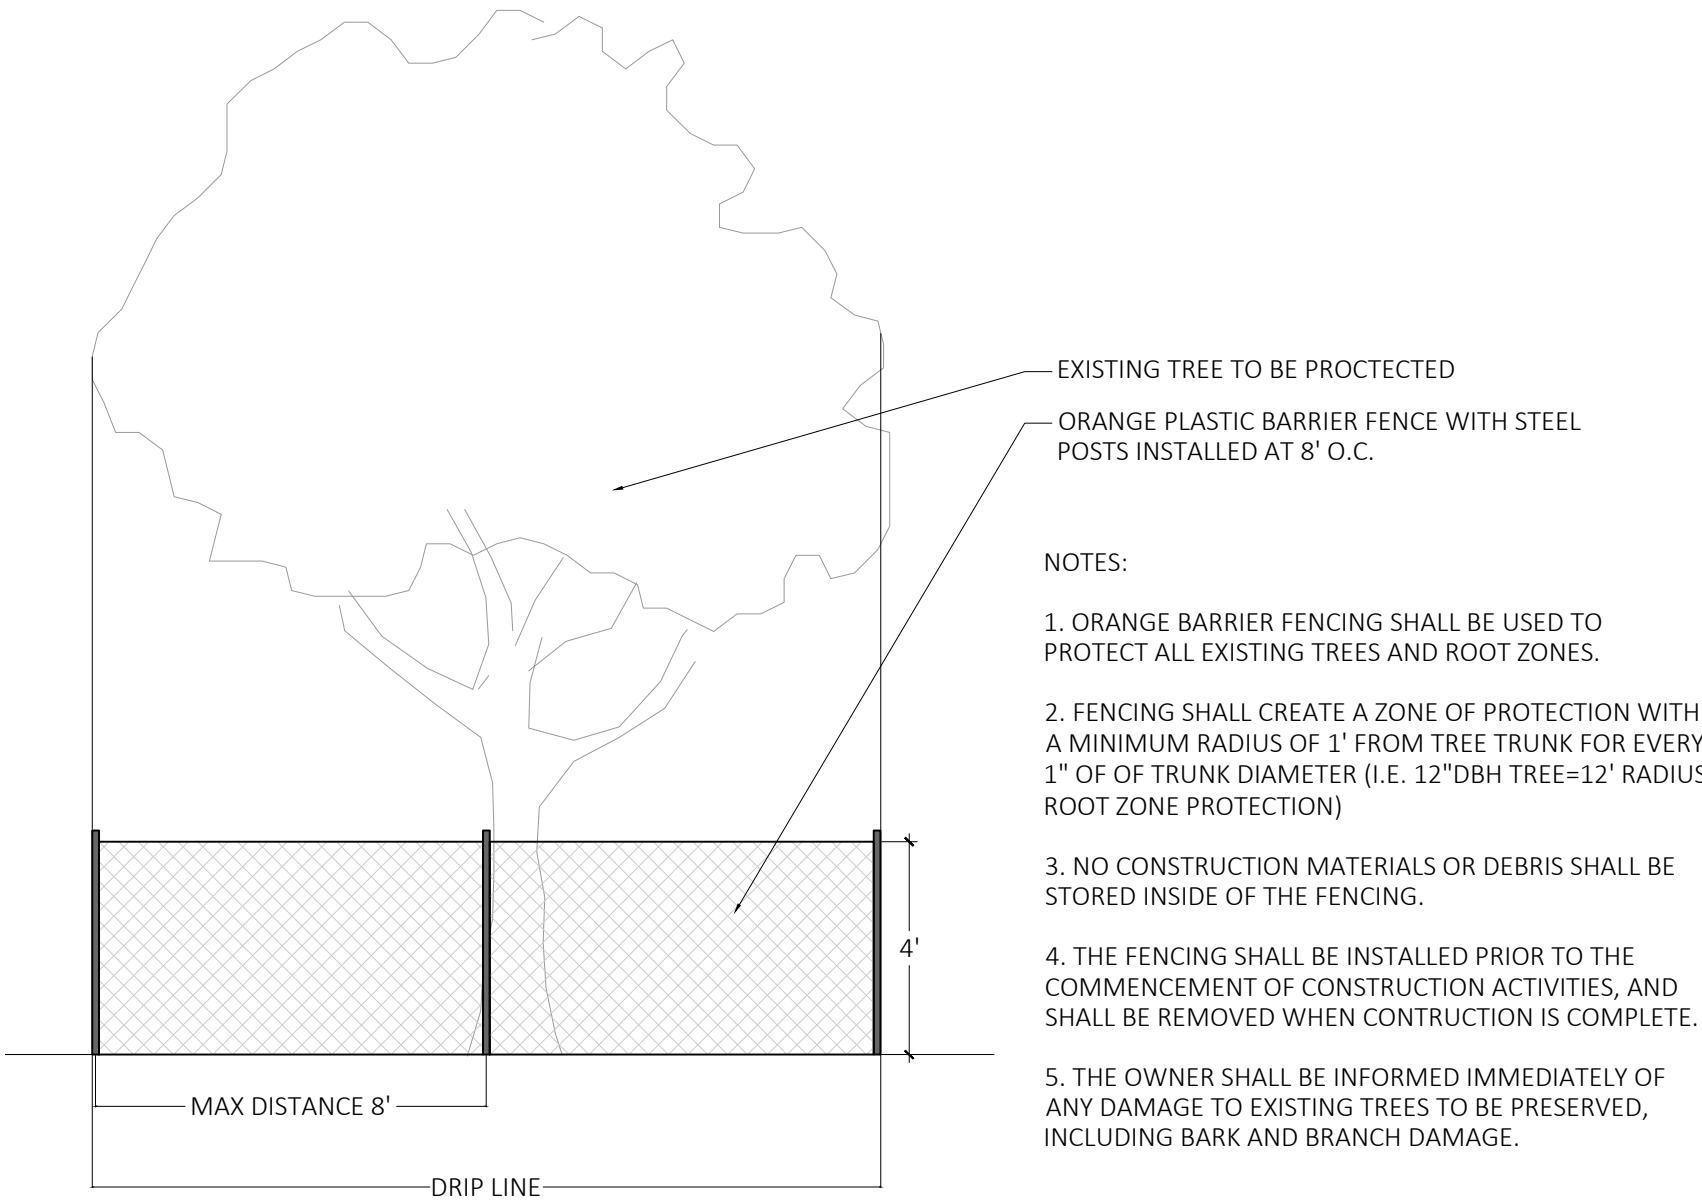 EXISTING TREE TO BE PROCTECTED
ORANGE PLASTIC BARRIER FENCE WITH STEEL
POSTS INSTALLED AT 8' O.C.
NOTES:
1. ORANGE BARRIER FENCING SHALL BE USED TO
PROTECT ALL EXISTING TREES AND ROOT ZONES.
2. FENCING SHALL CREATE A ZONE OF PROTECTION WITH
A MINIMUM RADIUS OF 1' FROM TREE TRUNK FOR EVERY
1" OF OF TRUNK DIAMETER (I.E. 12"DBH TREE=12' RADIUS
ROOT ZONE PROTECTION)
3. NO CONSTRUCTION MATERIALS OR DEBRIS SHALL BE
STORED INSIDE OF THE FENCING.
4'
4. THE FENCING SHALL BE INSTALLED PRIOR TO THE
COMMENCEMENT OF CONSTRUCTION ACTIVITIES, AND
SHALL BE REMOVED WHEN CONTRUCTION IS COMPLETE.
5. THE OWNER SHALL BE INFORMED IMMEDIATELY OF
ANY DAMAGE TO EXISTING TREES TO BE PRESERVED,
INCLUDING BARK AND BRANCH DAMAGE.
MAX DISTANCE 8'
DRIP LINE